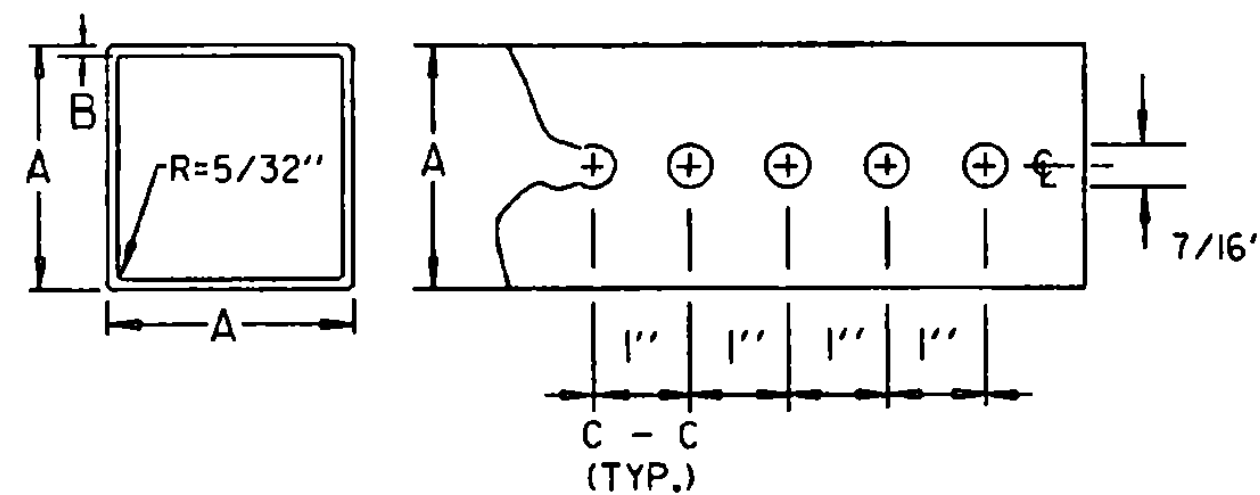 B
A
R=5/32''
A
A
℄
7/16'
1'' 1'' 1'' 1''
C - C
(TYP.)